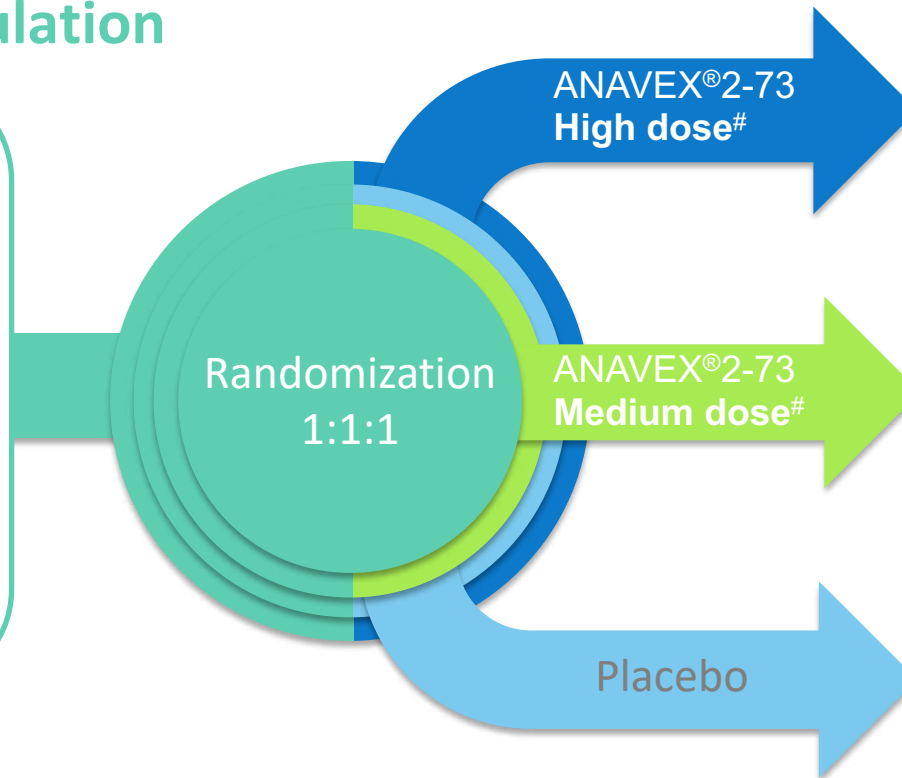 ulation
ANAVEX®2-73
High dose#
Randomization
1:1:1
ANAVEX®2-73
Medium dose#
Placebo